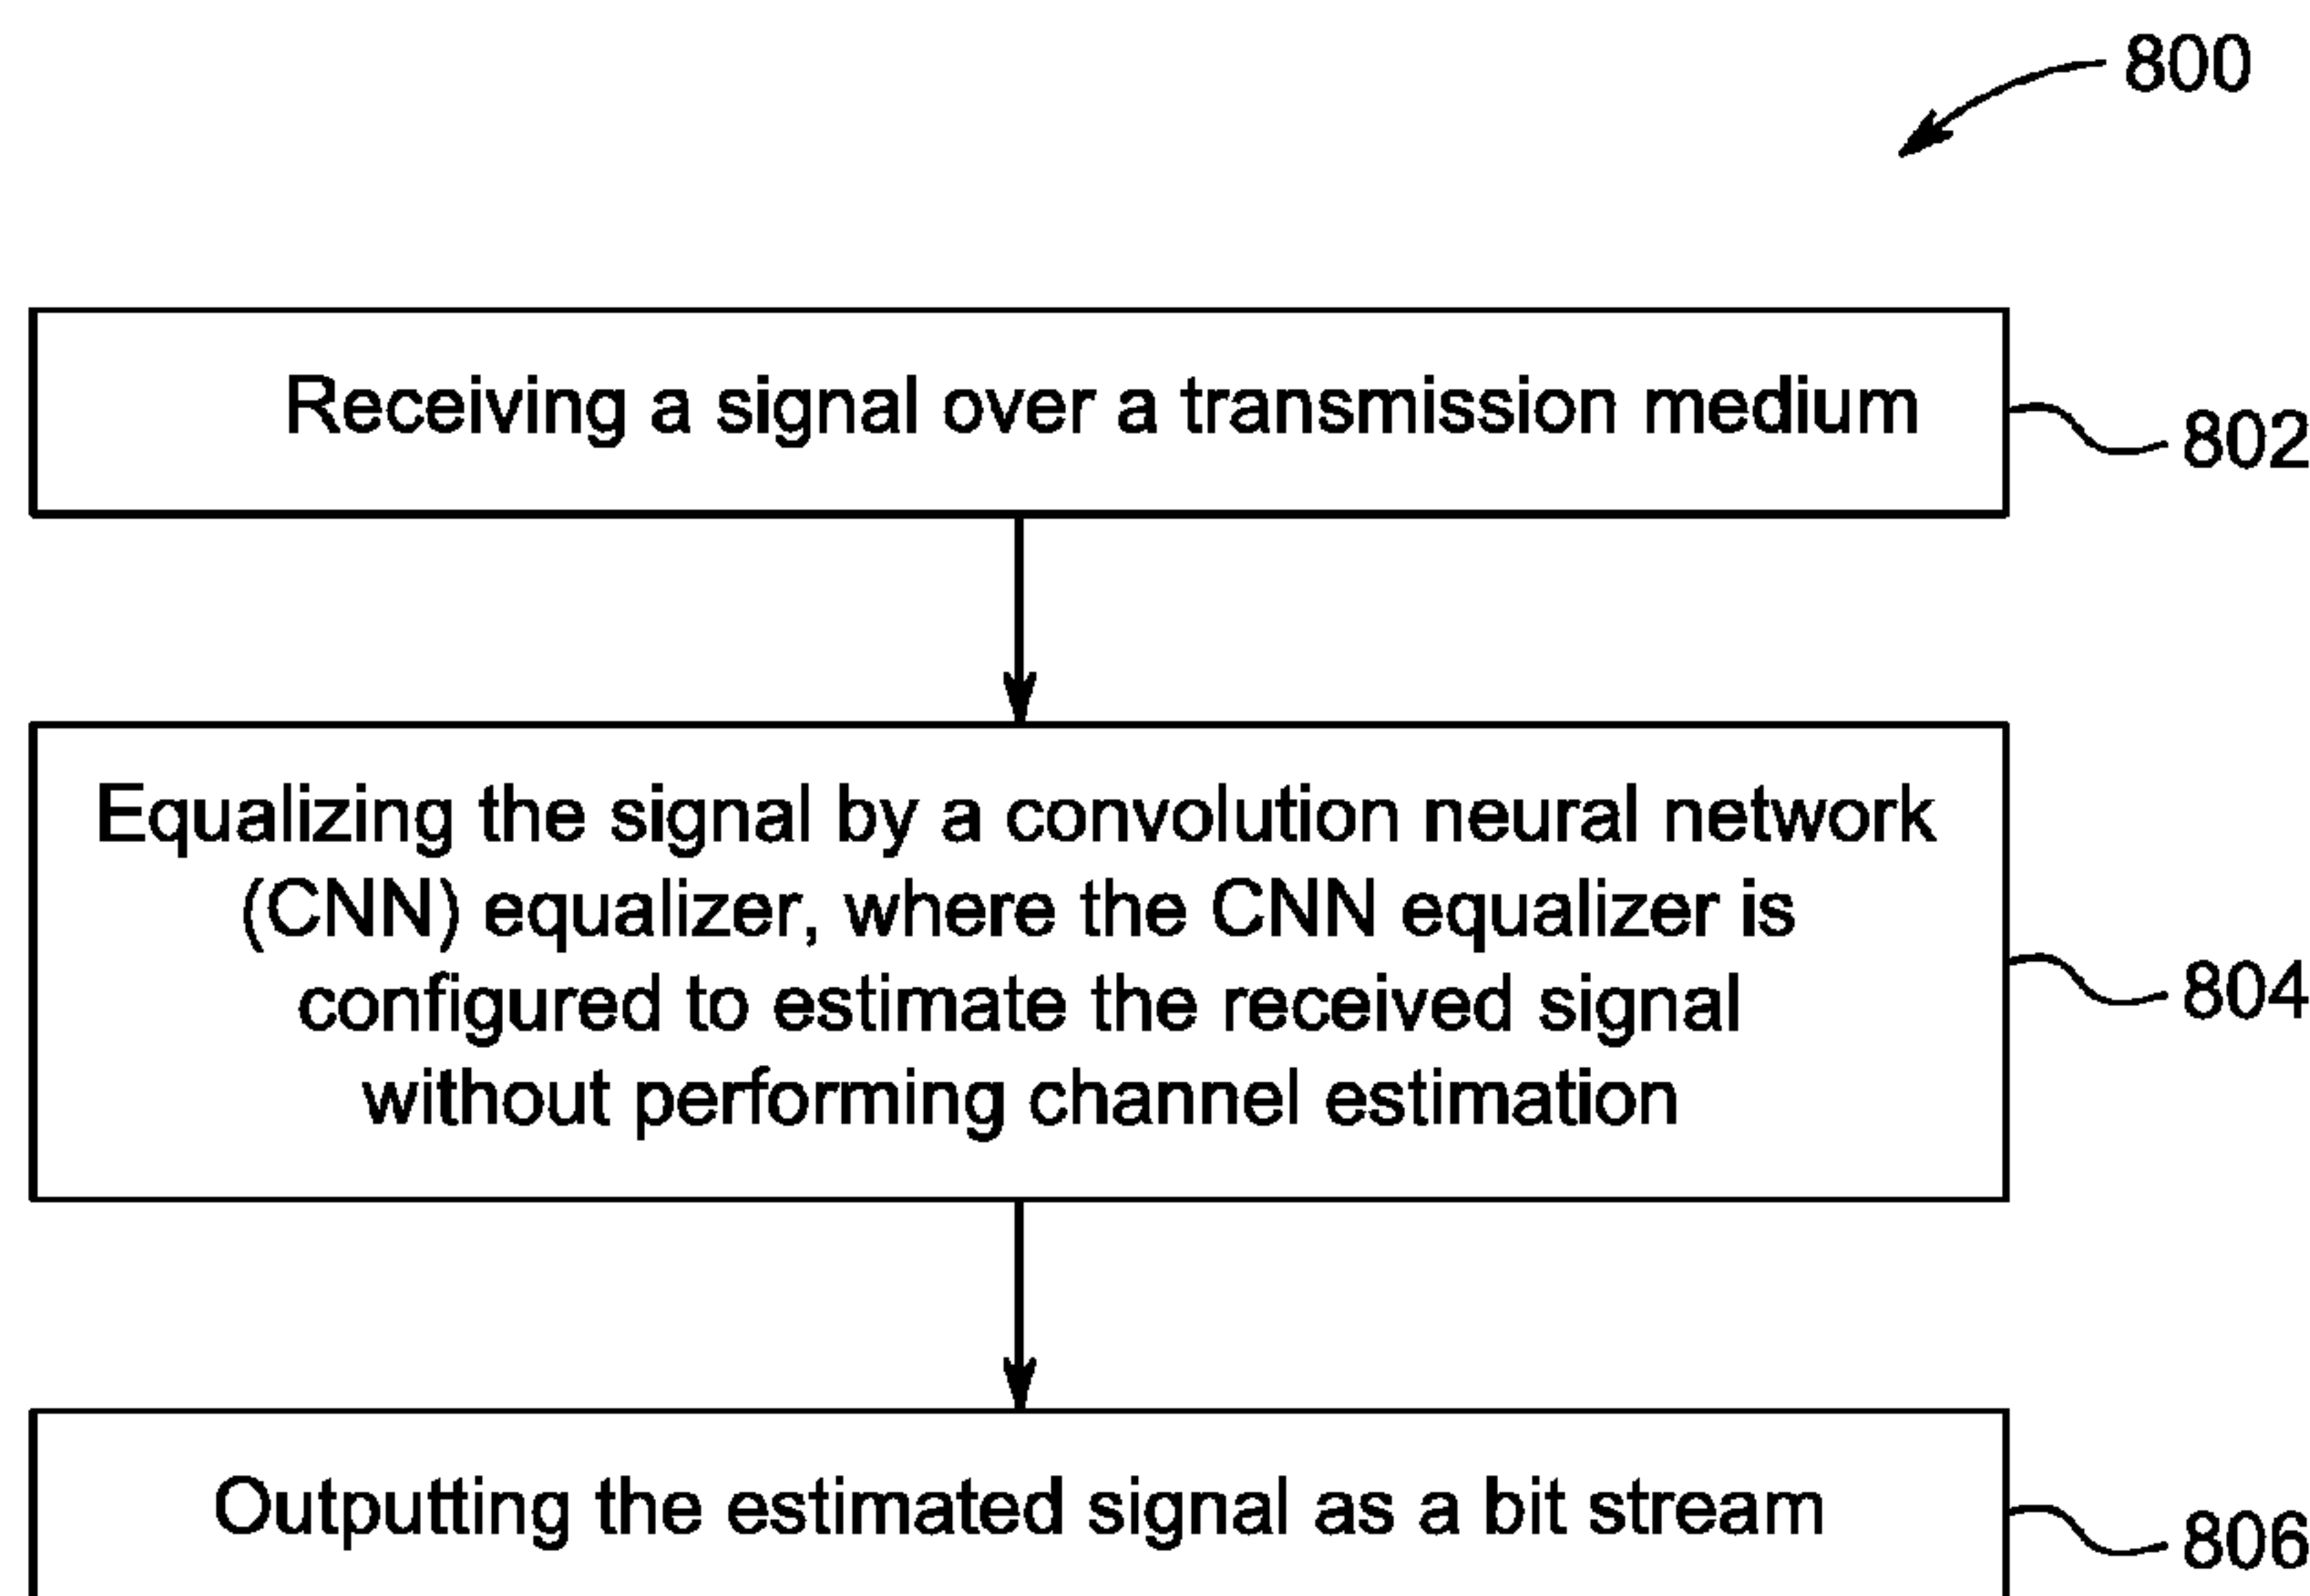 800
Receiving a signal over a transmission medium
802
Equalizing the signal by a convolution neural network
(CNN) equalizer, where the CNN equalizer is
configured to estimate the received signal
without performing channel estimation
804
Outputting the estimated signal as a bit stream
806